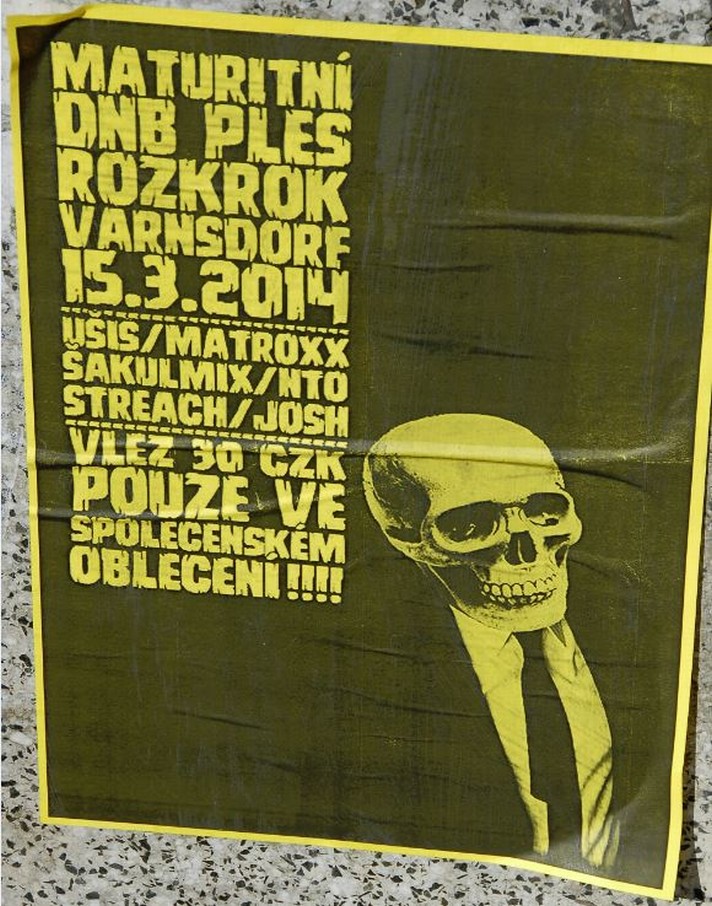 MATURITNÍ
DNB PLES
ROZKROK
VARNSDORF
15.3.2014
UŠIS/MATROXX
ŠAKULMIX/NTO
STREACH/JOSH
VLEZ 30 CZK
POUZE VE
SPOLEČENSKÉM
OBLEČENÍ!!!!